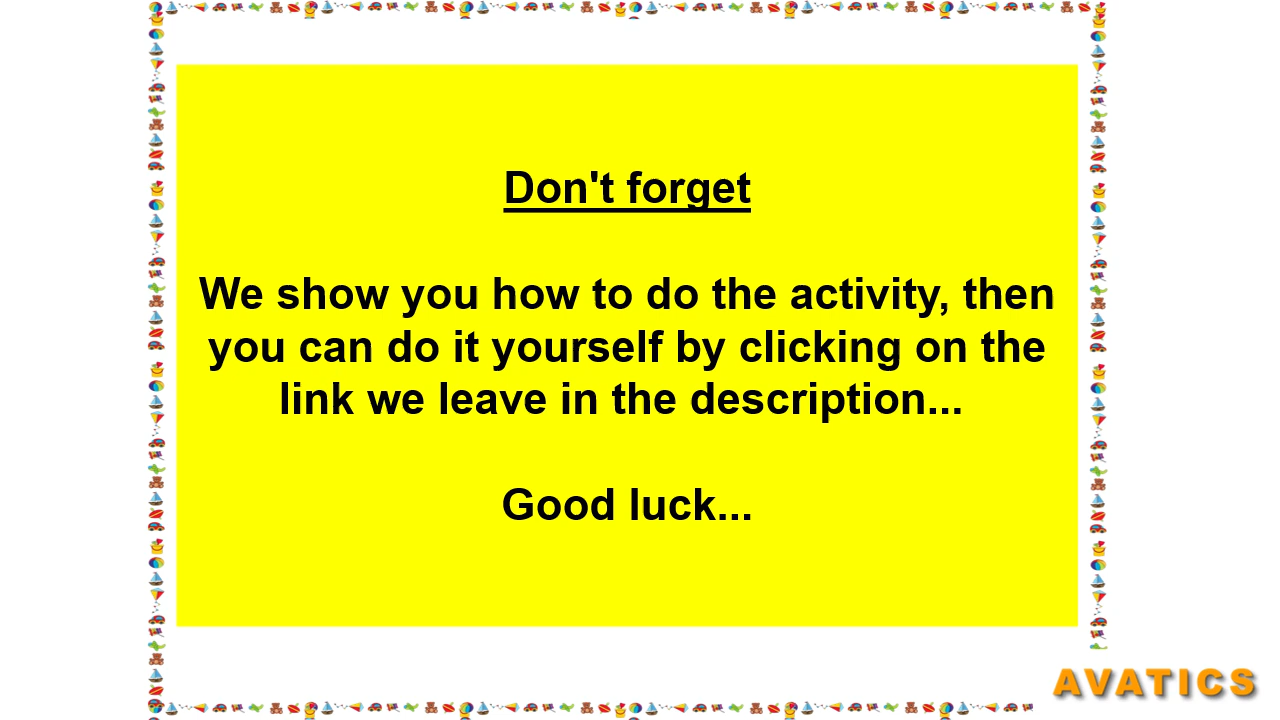 Don't forget
We show you how to do the activity, then
you can do it yourself by clicking on the
link we leave in the description...
Good luck...
AVATICS